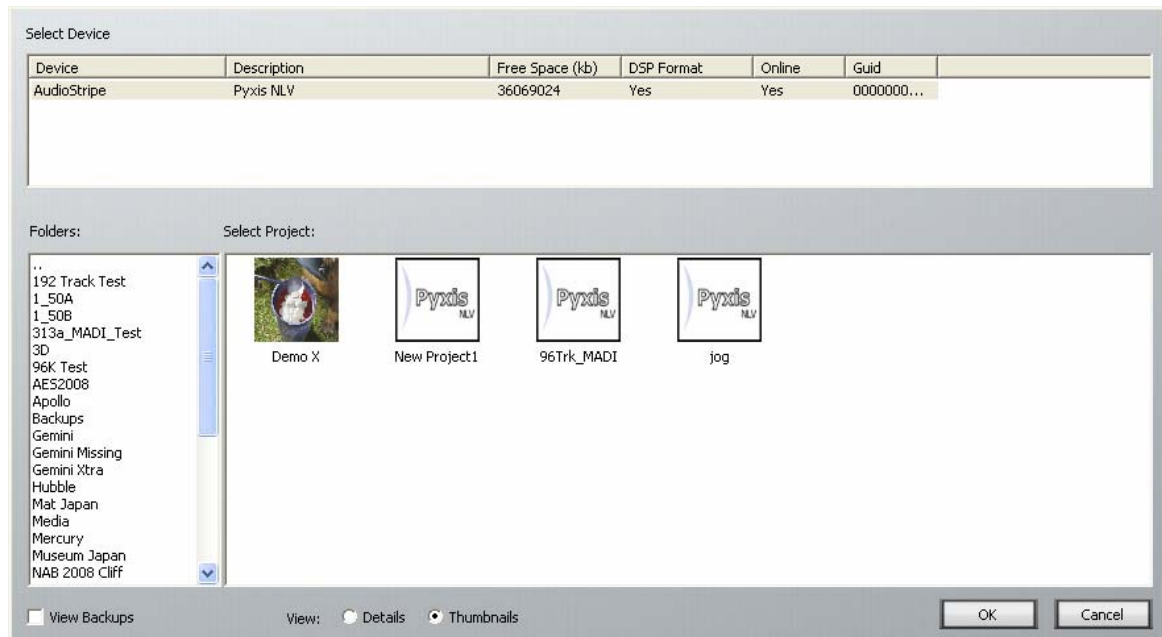 Select Device
Device Description Free Space (kb) DSP Format Online Guid
AudioStripe Pyxis NLV 36069024 Yes Yes 0000000...
Folders: Select Project:
..
192 Track Test
1_50A
1_50B
313a_MADI_Test
3D
96K Test
AES2008
Apollo
Backups
Gemini
Gemini Missing
Gemini Xtra
Hubble
Mat Japan
Media
Mercury
Museum Japan
NAB 2008 Cliff
Pyxis NLV Pyxis NLV Pyxis NLV
Demo X New Project1 96Trk_MADI jog
View Backups View: Details Thumbnails OK Cancel